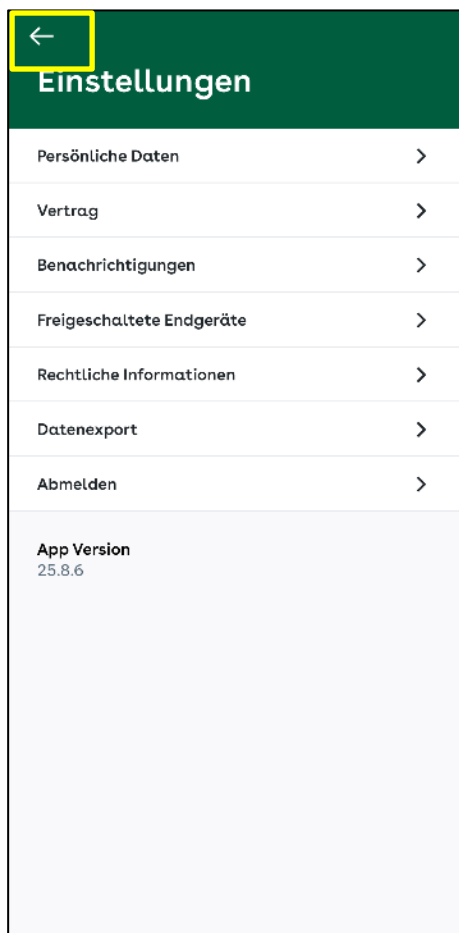 Einstellungen
Persönliche Daten
Vertrag
Benachrichtigungen
Freigeschaltete Endgeräte
Rechtliche Informationen
Datenexport
Abmelden
App Version
25.8.6